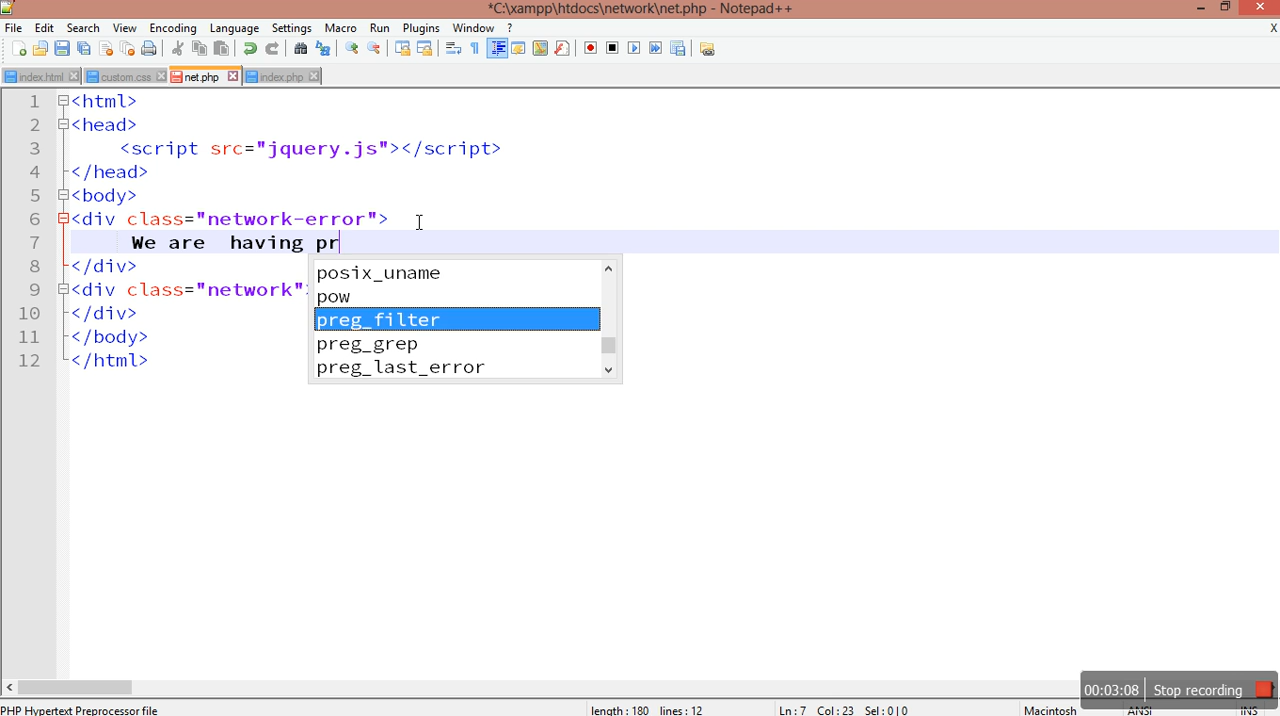 *C:\xampp\htdocs\network\net.php - Notepad++
File Edit Search View Encoding Language Settings Macro Run Plugins Window ? X
index.html custom.css net.php index.php
1 <html>
2 <head>
3 <script src="jquery.js"></script>
4 </head>
5 <body>
6 <div class="network-error">
7 We are  having pr
8 </div>
posix_uname
9 <div class="network"
pow
10 </div>
preg_filter
11 </body>
preg_grep
12 </html>
preg_last_error
00:03:08 Stop recording
PHP Hypertext Preprocessor file length : 180 lines : 12 Ln : 7 Col : 23 Sel : 0 | 0 Macintosh ANSI INS